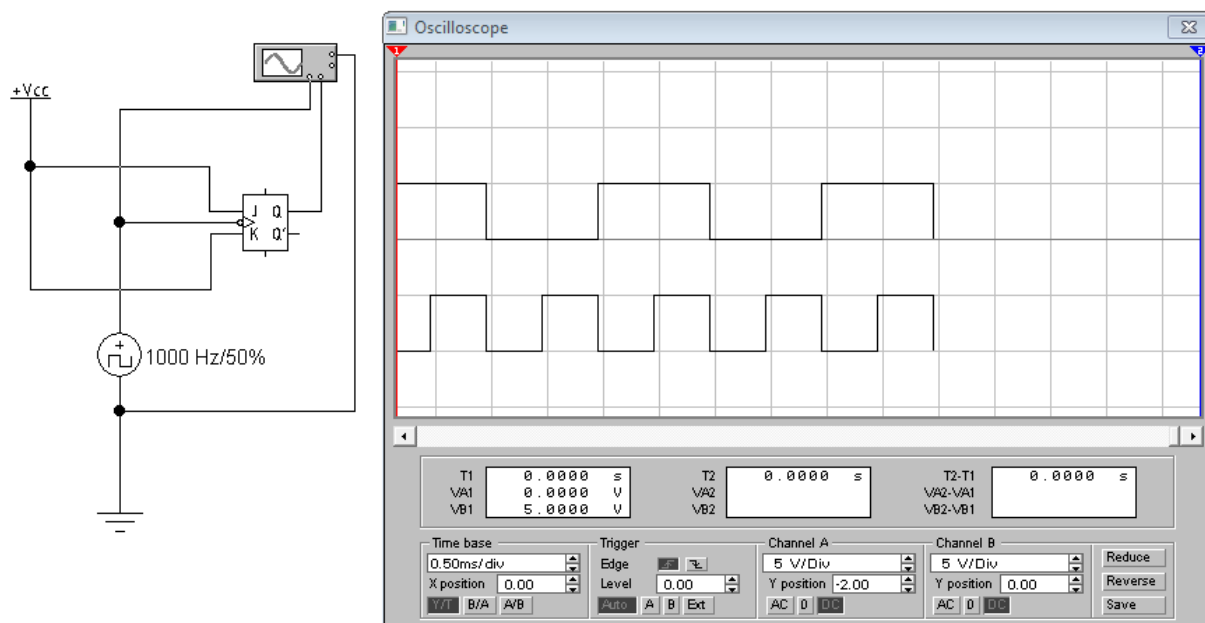 Oscilloscope
1
2
+Vcc
J Q
K Q'
1000 Hz/50%
T1 0.0000 s
VA1 0.0000 V
VB1 5.0000 V
T2 0.0000 s
VA2
VB2
T2-T1 0.0000 s
VA2-VA1
VB2-VB1
Time base
0.50ms/div
X position 0.00
Y/T B/A A/B
Trigger
Edge
Level 0.00
Auto A B Ext
Channel A
5 V/Div
Y position -2.00
AC 0 DC
Channel B
5 V/Div
Y position 0.00
AC 0 DC
Reduce
Reverse
Save